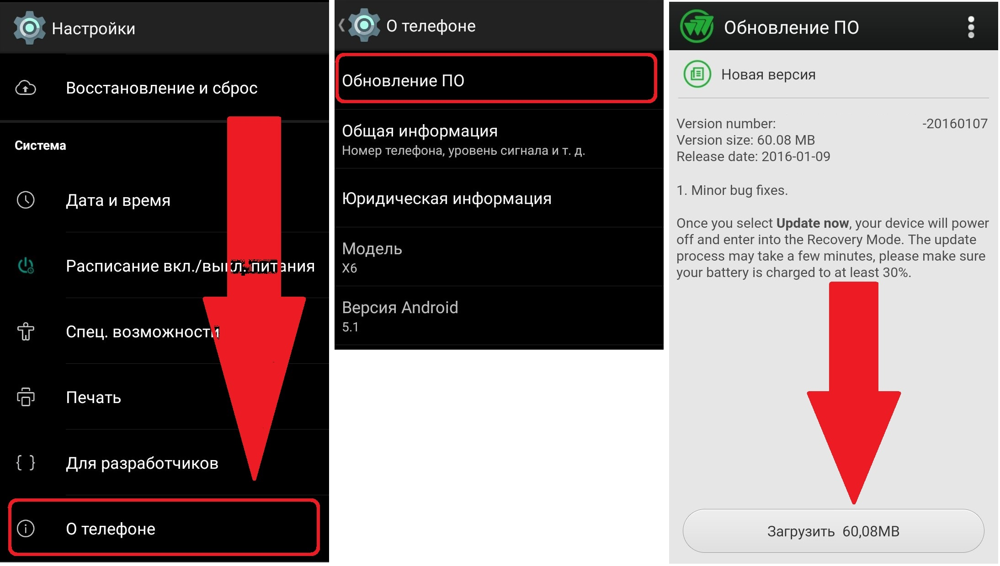 Настройки
Восстановление и сброс
Система
Дата и время
Расписание вкл./выкл. питания
Спец. возможности
Печать
Для разработчиков
О телефоне
О телефоне
Обновление ПО
Общая информация
Номер телефона, уровень сигнала и т. д.
Юридическая информация
Модель
X6
Версия Android
5.1
Обновление ПО
Новая версия
Version number: -20160107
Version size: 60.08 MB
Release date: 2016-01-09
1. Minor bug fixes.
Once you select Update now, your device will power
off and enter into the Recovery Mode. The update
process may take a few minutes, please make sure
your battery is charged to at least 30%.
Загрузить 60,08MB